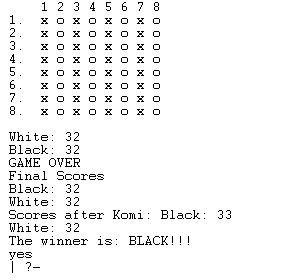 1 2 3 4 5 6 7 8
1. x o x o x o x o
2. x o x o x o x o
3. x o x o x o x o
4. x o x o x o x o
5. x o x o x o x o
6. x o x o x o x o
7. x o x o x o x o
8. x o x o x o x o
White: 32
Black: 32
GAME OVER
Final Scores
Black: 32
White: 32
Scores after Komi: Black: 33
White: 32
The winner is: BLACK!!!
yes
| ?-